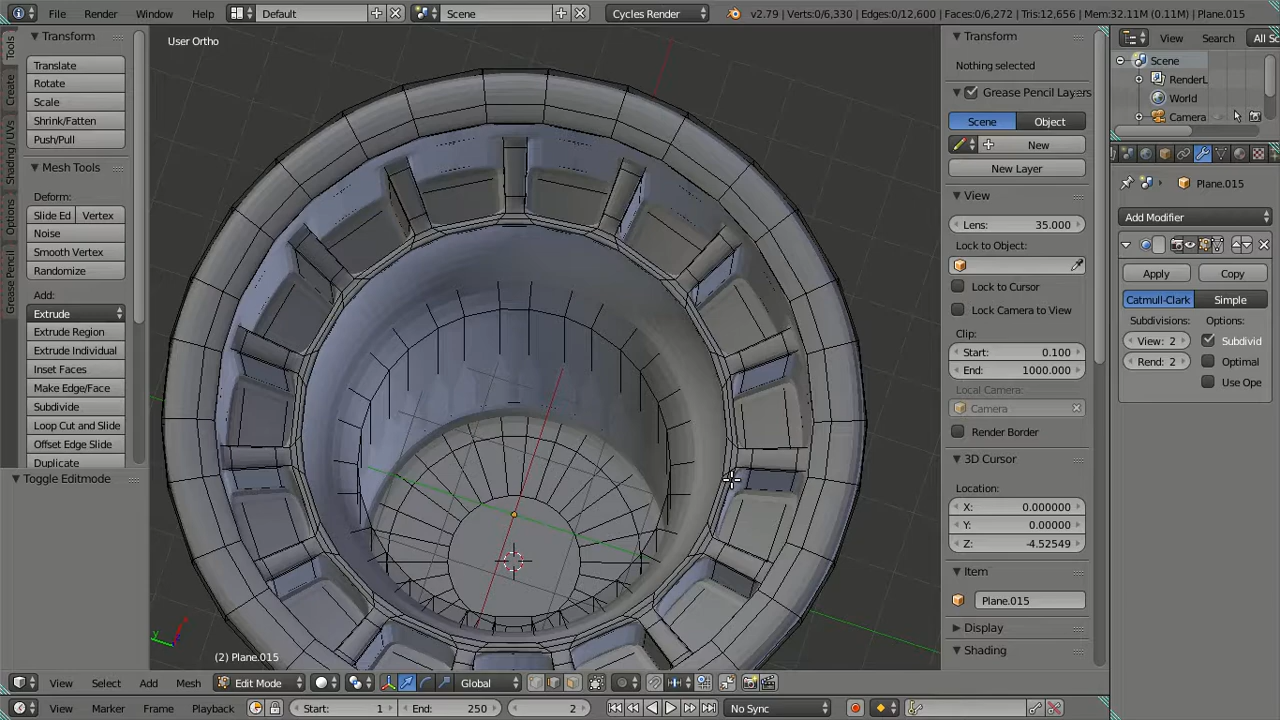 File Render Window Help Default Scene Cycles Render v2.79 | Verts:0/6,330 | Edges:0/12,600 | Faces:0/6,272 | Tris:12,656 | Mem:32.11M (0.11M) | Plane.015
Tools
Create
Shading / UVs
Options
Grease Pencil
Transform
Translate
Rotate
Scale
Shrink/Fatten
Push/Pull
Mesh Tools
Deform:
Slide Ed Vertex
Noise
Smooth Vertex
Randomize
Add:
Extrude
Extrude Region
Extrude Individual
Inset Faces
Make Edge/Face
Subdivide
Loop Cut and Slide
Offset Edge Slide
Duplicate
Toggle Editmode
User Ortho
(2) Plane.015
Transform
Nothing selected
Grease Pencil Layers
Scene Object
New
New Layer
View
Lens: 35.000
Lock to Object:
Lock to Cursor
Lock Camera to View
Clip:
Start: 0.100
End: 1000.000
Local Camera:
Camera
Render Border
3D Cursor
Location:
X: 0.000000
Y: 0.00000
Z: -4.52549
Item
Plane.015
Display
Shading
View Search All Sc
Scene
RenderL
World
Camera
Plane.015
Add Modifier
Apply Copy
Catmull-Clark Simple
Subdivisions: Options:
View: 2 Subdivid
Rend: 2 Optimal
Use Ope
View Select Add Mesh Edit Mode Global
View Marker Frame Playback Start: 1 End: 250 2 No Sync